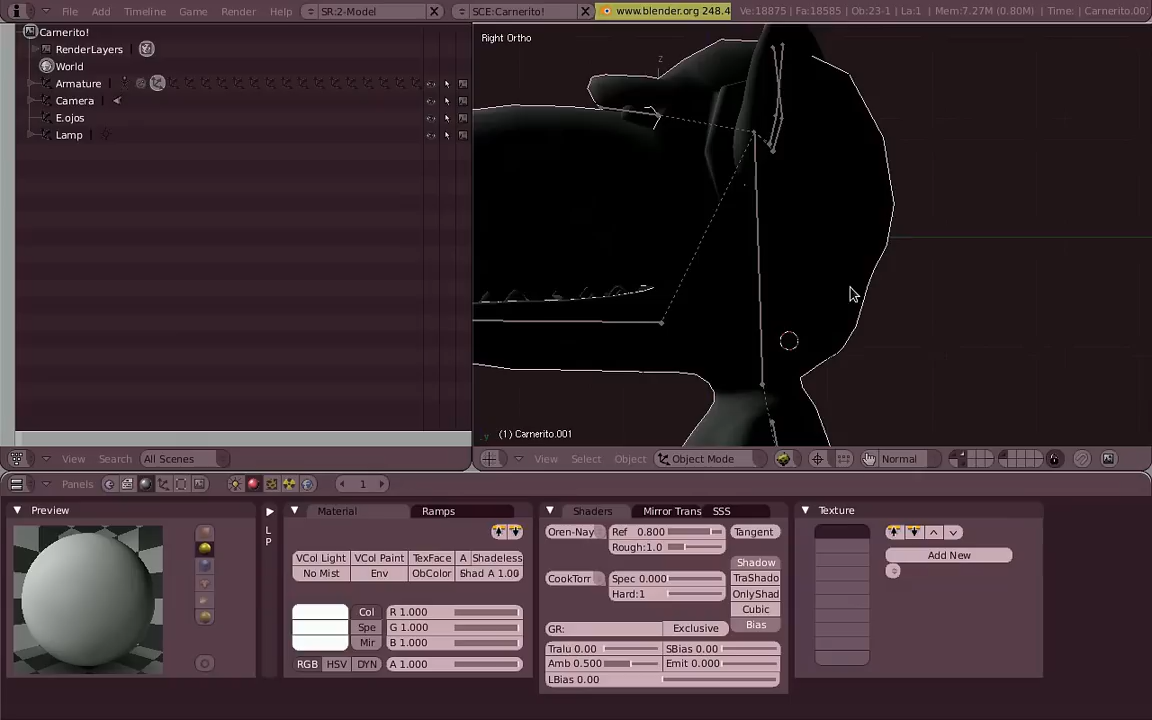 File Add Timeline Game Render Help SR:2-Model SCE:Carnerito! www.blender.org 248.4 Ve:18875 | Fa:18585 | Ob:23-1 | La:1 | Mem:7.27M (0.80M) | Time: | Carnerito.00
Carnerito!
RenderLayers
World
Armature
Camera
E.ojos
Lamp
Right Ortho
z
-y
(1) Carnerito.001
View Search All Scenes
View Select Object Object Mode Normal
Panels 1
Preview
L
P
Material Ramps
VCol Light VCol Paint TexFace A Shadeless
No Mist Env ObColor Shad A 1.00
Col R 1.000
Spe G 1.000
Mir B 1.000
RGB HSV DYN A 1.000
Shaders Mirror Trans SSS
Oren-Nay Ref 0.800 Tangent
Rough:1.0
Shadow
CookTorr Spec 0.000 TraShado
Hard:1 OnlyShad
Cubic
GR: Exclusive Bias
Tralu 0.00 SBias 0.00
Amb 0.500 Emit 0.000
LBias 0.00
Texture
Add New